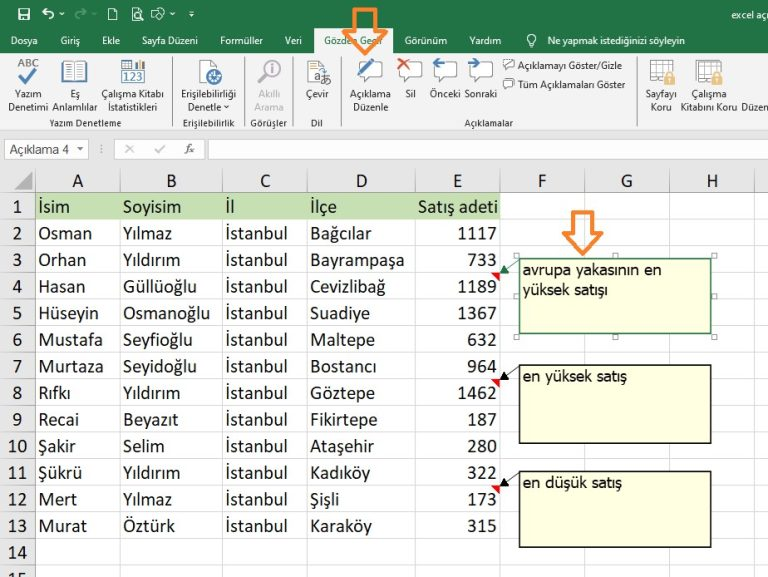 excel açı
Dosya Giriş Ekle Sayfa Düzeni Formüller Veri Gözden Geçir Görünüm Yardım Ne yapmak istediğinizi söyleyin
ABC
Yazım Denetimi
Eş Anlamlılar
Çalışma Kitabı İstatistikleri
Erişilebilirliği Denetle
Akıllı Arama
Çevir
Açıklama Düzenle
Sil
Önceki
Sonraki
Açıklamayı Göster/Gizle
Tüm Açıklamaları Göster
Sayfayı Koru
Çalışma Kitabını Koru
Yazım Denetleme Erişilebilirlik Görüşler Dil Açıklamalar
Açıklama 4 fx
A B C D E F G H
1 İsim Soyisim İl İlçe Satış adeti
2 Osman Yılmaz İstanbul Bağcılar 1117
3 Orhan Yıldırım İstanbul Bayrampaşa 733
4 Hasan Güllüoğlu İstanbul Cevizlibağ 1189
5 Hüseyin Osmanoğlu İstanbul Suadiye 1367
6 Mustafa Seyfioğlu İstanbul Maltepe 632
7 Murtaza Seyidoğlu İstanbul Bostancı 964
8 Rıfkı Yıldırım İstanbul Göztepe 1462
9 Recai Beyazıt İstanbul Fikirtepe 187
10 Şakir Selim İstanbul Ataşehir 280
11 Şükrü Yıldırım İstanbul Kadıköy 322
12 Mert Yılmaz İstanbul Şişli 173
13 Murat Öztürk İstanbul Karaköy 315
14
avrupa yakasının en
yüksek satışı
en yüksek satış
en düşük satış